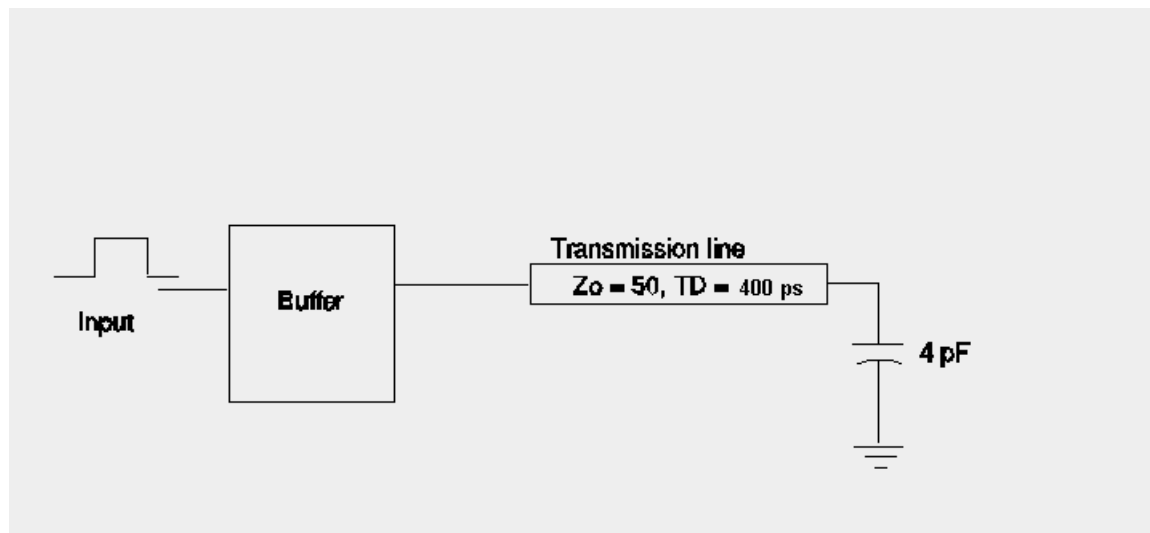 Transmission line
Zo = 50, TD = 400 ps
Buffer
Input
4 pF